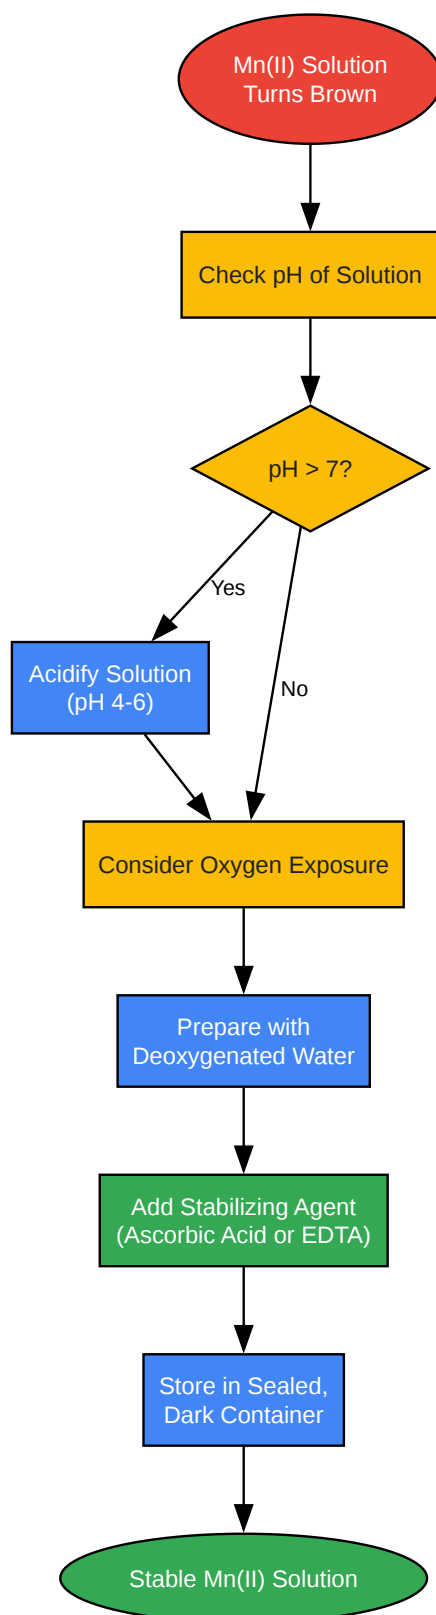 Mn(II) Solution
Turns Brown
Check pH of Solution
pH > 7?
Yes
Acidify Solution
(pH 4-6)
No
Consider Oxygen Exposure
Prepare with
Deoxygenated Water
Add Stabilizing Agent
(Ascorbic Acid or EDTA)
Store in Sealed,
Dark Container
Stable Mn(II) Solution